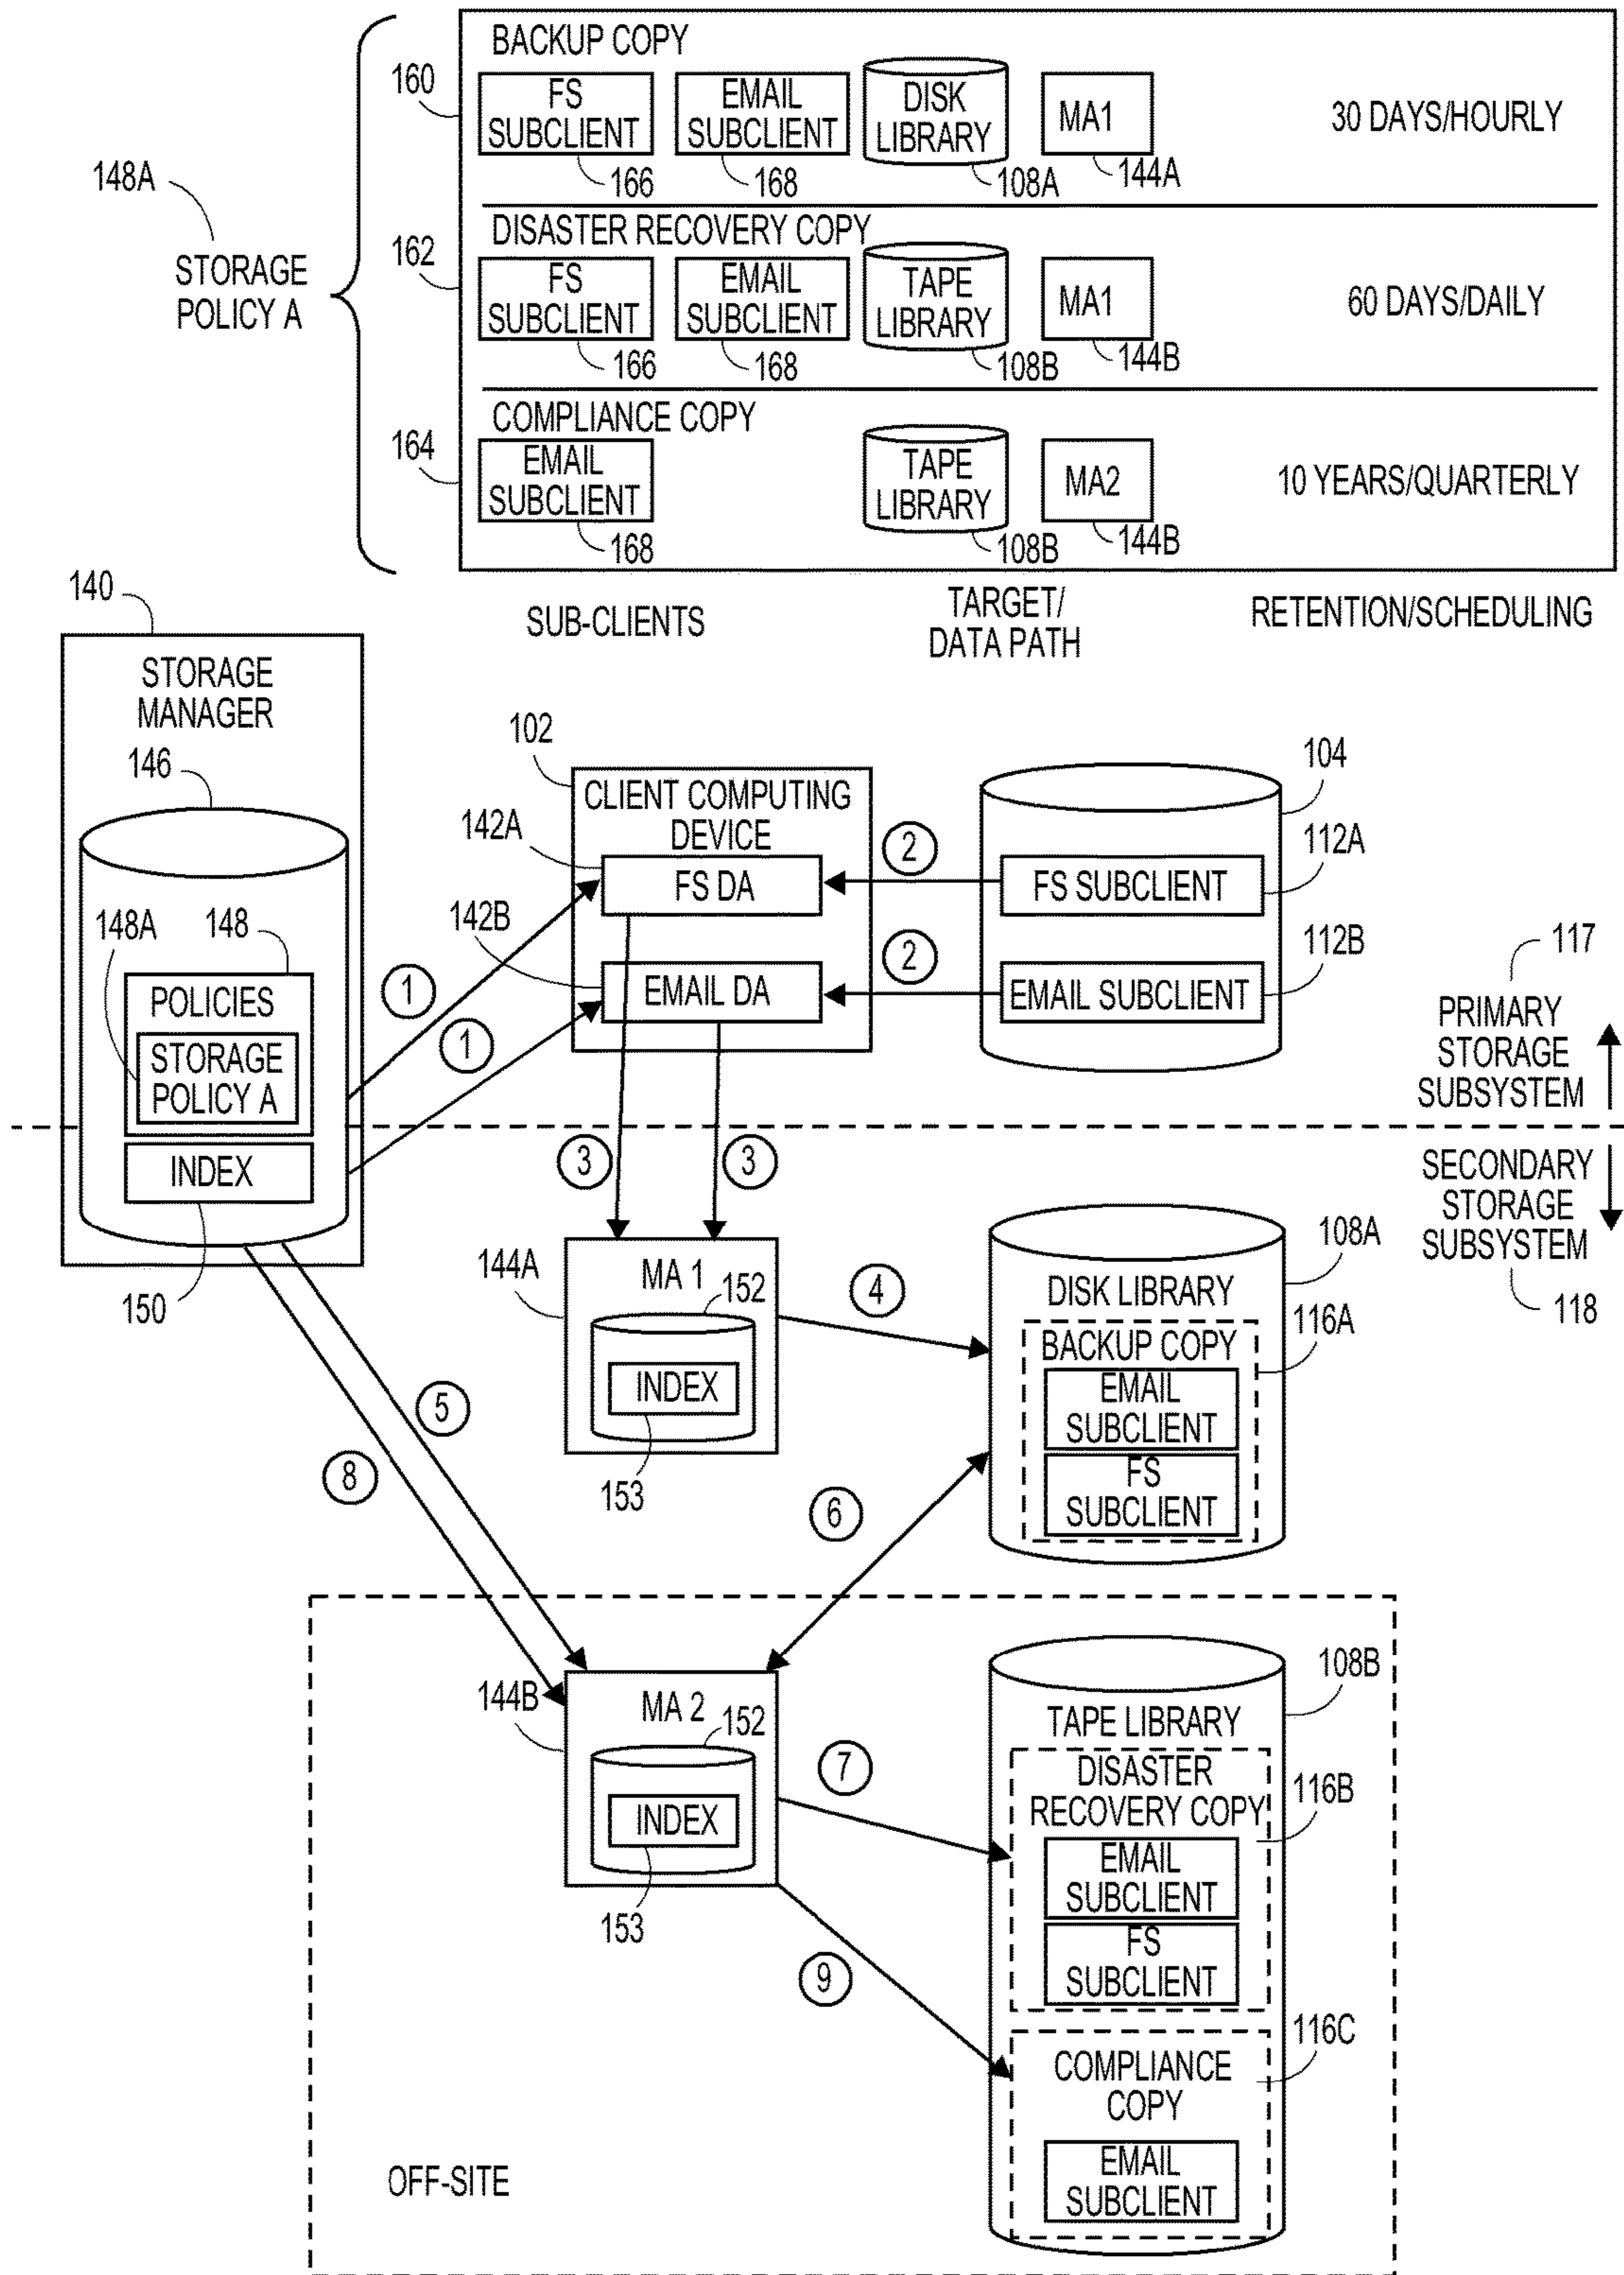 BACKUP COPY
160
FS
SUBCLIENT
166
EMAIL
SUBCLIENT
168
DISK
LIBRARY
108A
MA1
144A
30 DAYS/HOURLY
148A
STORAGE
POLICY A
DISASTER RECOVERY COPY
162
FS
SUBCLIENT
166
EMAIL
SUBCLIENT
168
TAPE
LIBRARY
108B
MA1
144B
60 DAYS/DAILY
COMPLIANCE COPY
164
EMAIL
SUBCLIENT
168
TAPE
LIBRARY
108B
MA2
144B
10 YEARS/QUARTERLY
SUB-CLIENTS
TARGET/
DATA PATH
RETENTION/SCHEDULING
140
STORAGE
MANAGER
146
148A
148
POLICIES
STORAGE
POLICY A
INDEX
150
1
1
102
CLIENT COMPUTING
DEVICE
142A
FS DA
142B
EMAIL DA
2
2
104
FS SUBCLIENT
112A
EMAIL SUBCLIENT
112B
117
PRIMARY
STORAGE
SUBSYSTEM
SECONDARY
STORAGE
SUBSYSTEM
118
3
3
144A
MA 1
152
INDEX
153
4
108A
DISK LIBRARY
116A
BACKUP COPY
EMAIL
SUBCLIENT
FS
SUBCLIENT
5
8
6
144B
MA 2
152
INDEX
153
7
9
108B
TAPE LIBRARY
DISASTER
RECOVERY COPY
116B
EMAIL
SUBCLIENT
FS
SUBCLIENT
116C
COMPLIANCE
COPY
EMAIL
SUBCLIENT
OFF-SITE